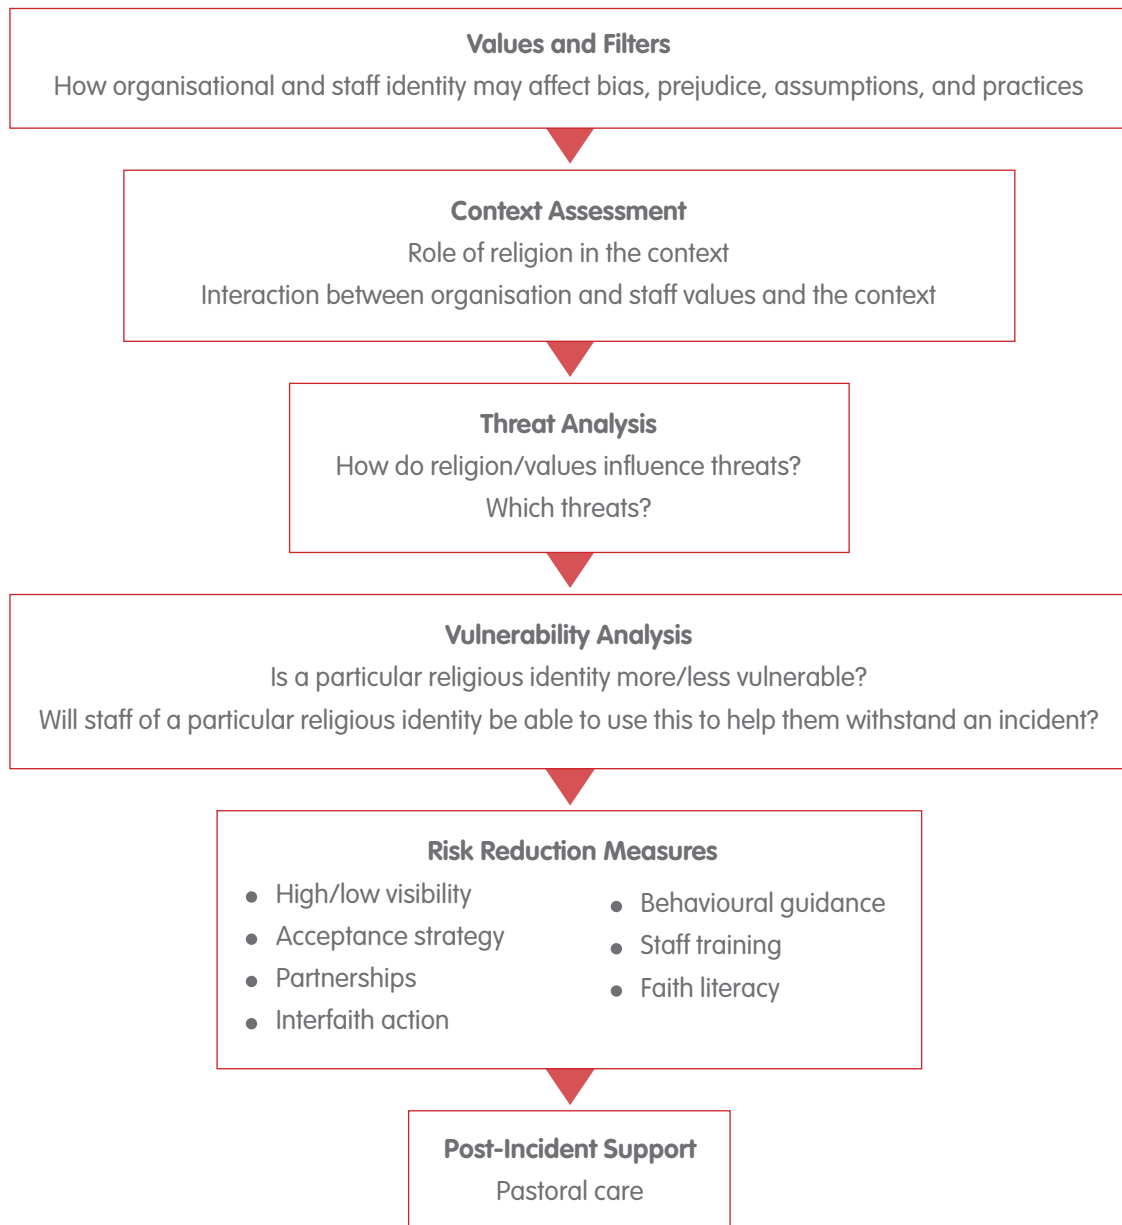 Values and Filters
How organisational and staff identity may affect bias, prejudice, assumptions, and practices
Context Assessment
Role of religion in the context
Interaction between organisation and staff values and the context
Threat Analysis
How do religion/values influence threats?
Which threats?
Vulnerability Analysis
Is a particular religious identity more/less vulnerable?
Will staff of a particular religious identity be able to use this to help them withstand an incident?
Risk Reduction Measures
● High/low visibility
● Acceptance strategy
● Partnerships
● Interfaith action
● Behavioural guidance
● Staff training
● Faith literacy
Post-Incident Support
Pastoral care